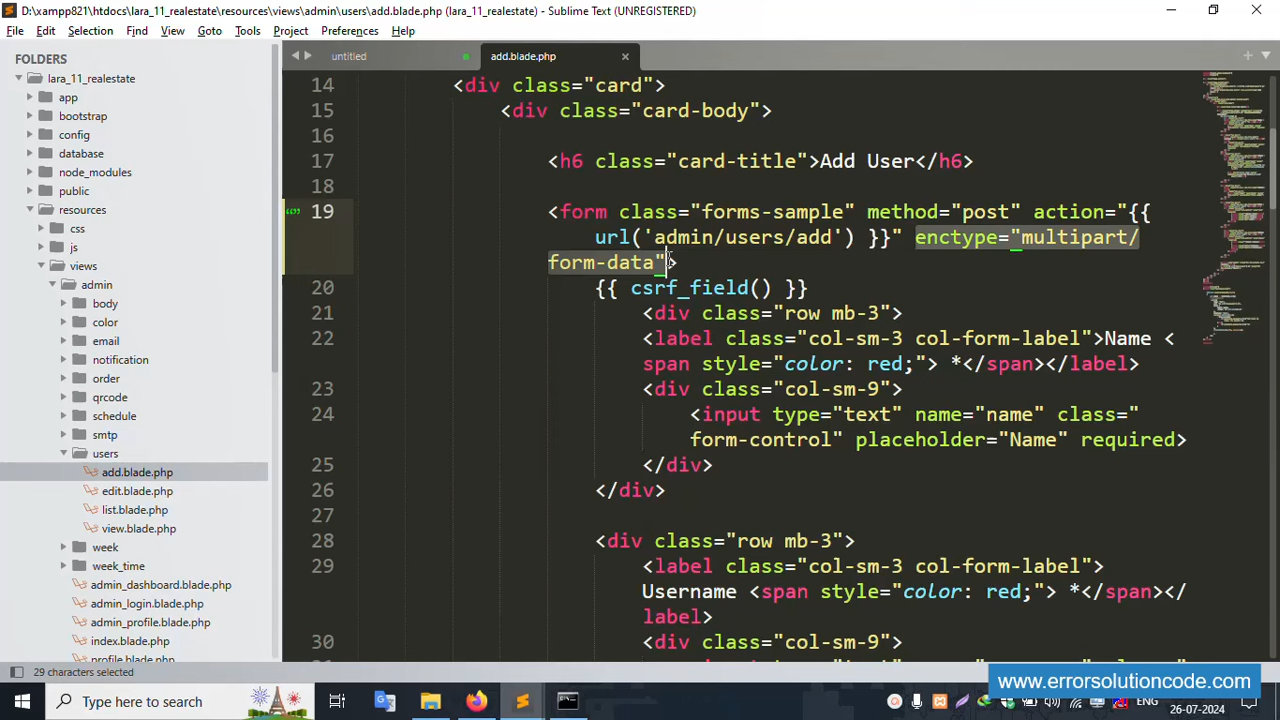 D:\xampp821\htdocs\lara_11_realestate\resources\views\admin\users\add.blade.php (lara_11_realestate) - Sublime Text (UNREGISTERED)
File Edit Selection Find View Goto Tools Project Preferences Help
FOLDERS
lara_11_realestate
app
bootstrap
config
database
node_modules
public
resources
css
js
views
admin
body
color
email
notification
order
qrcode
schedule
smtp
users
add.blade.php
edit.blade.php
list.blade.php
view.blade.php
week
week_time
admin_dashboard.blade.php
admin_login.blade.php
admin_profile.blade.php
index.blade.php
profile.blade.php
untitled
add.blade.php
14 <div class="card">
15 <div class="card-body">
16
17 <h6 class="card-title">Add User</h6>
18
19 <form class="forms-sample" method="post" action="{{
url('admin/users/add') }}" enctype="multipart/
form-data">
20 {{ csrf_field() }}
21 <div class="row mb-3">
22 <label class="col-sm-3 col-form-label">Name <
span style="color: red;"> *</span></label>
23 <div class="col-sm-9">
24 <input type="text" name="name" class="
form-control" placeholder="Name" required>
25 </div>
26 </div>
27
28 <div class="row mb-3">
29 <label class="col-sm-3 col-form-label">
Username <span style="color: red;"> *</span></
label>
30 <div class="col-sm-9">
29 characters selected
www.errorsolutioncode.com
Type here to search
ENG
26-07-2024